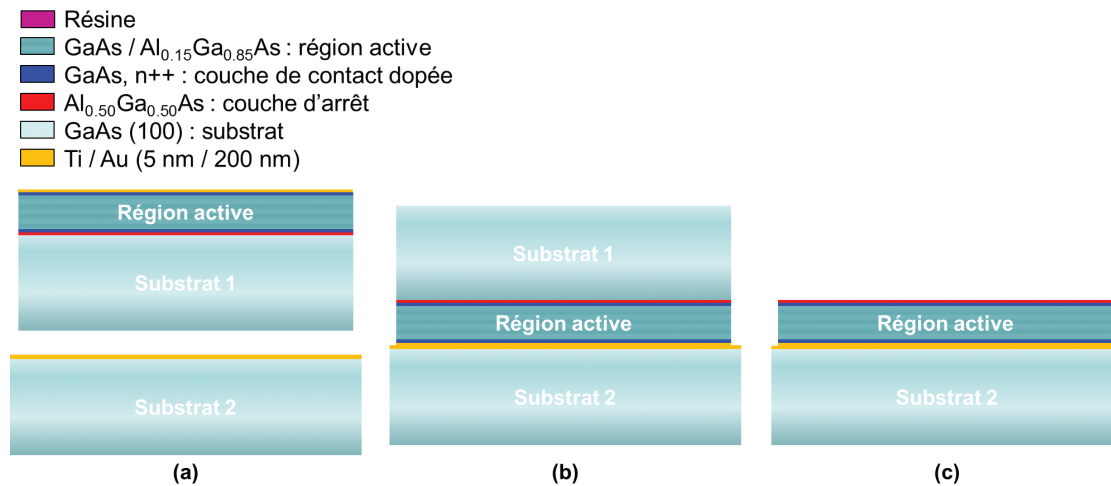 Résine
GaAs / Al0.15Ga0.85As : région active
GaAs, n++ : couche de contact dopée
Al0.50Ga0.50As : couche d'arrêt
GaAs (100) : substrat
Ti / Au (5 nm / 200 nm)
Région active
Substrat 1
Substrat 2
(a)
Substrat 1
Région active
Substrat 2
(b)
Région active
Substrat 2
(c)